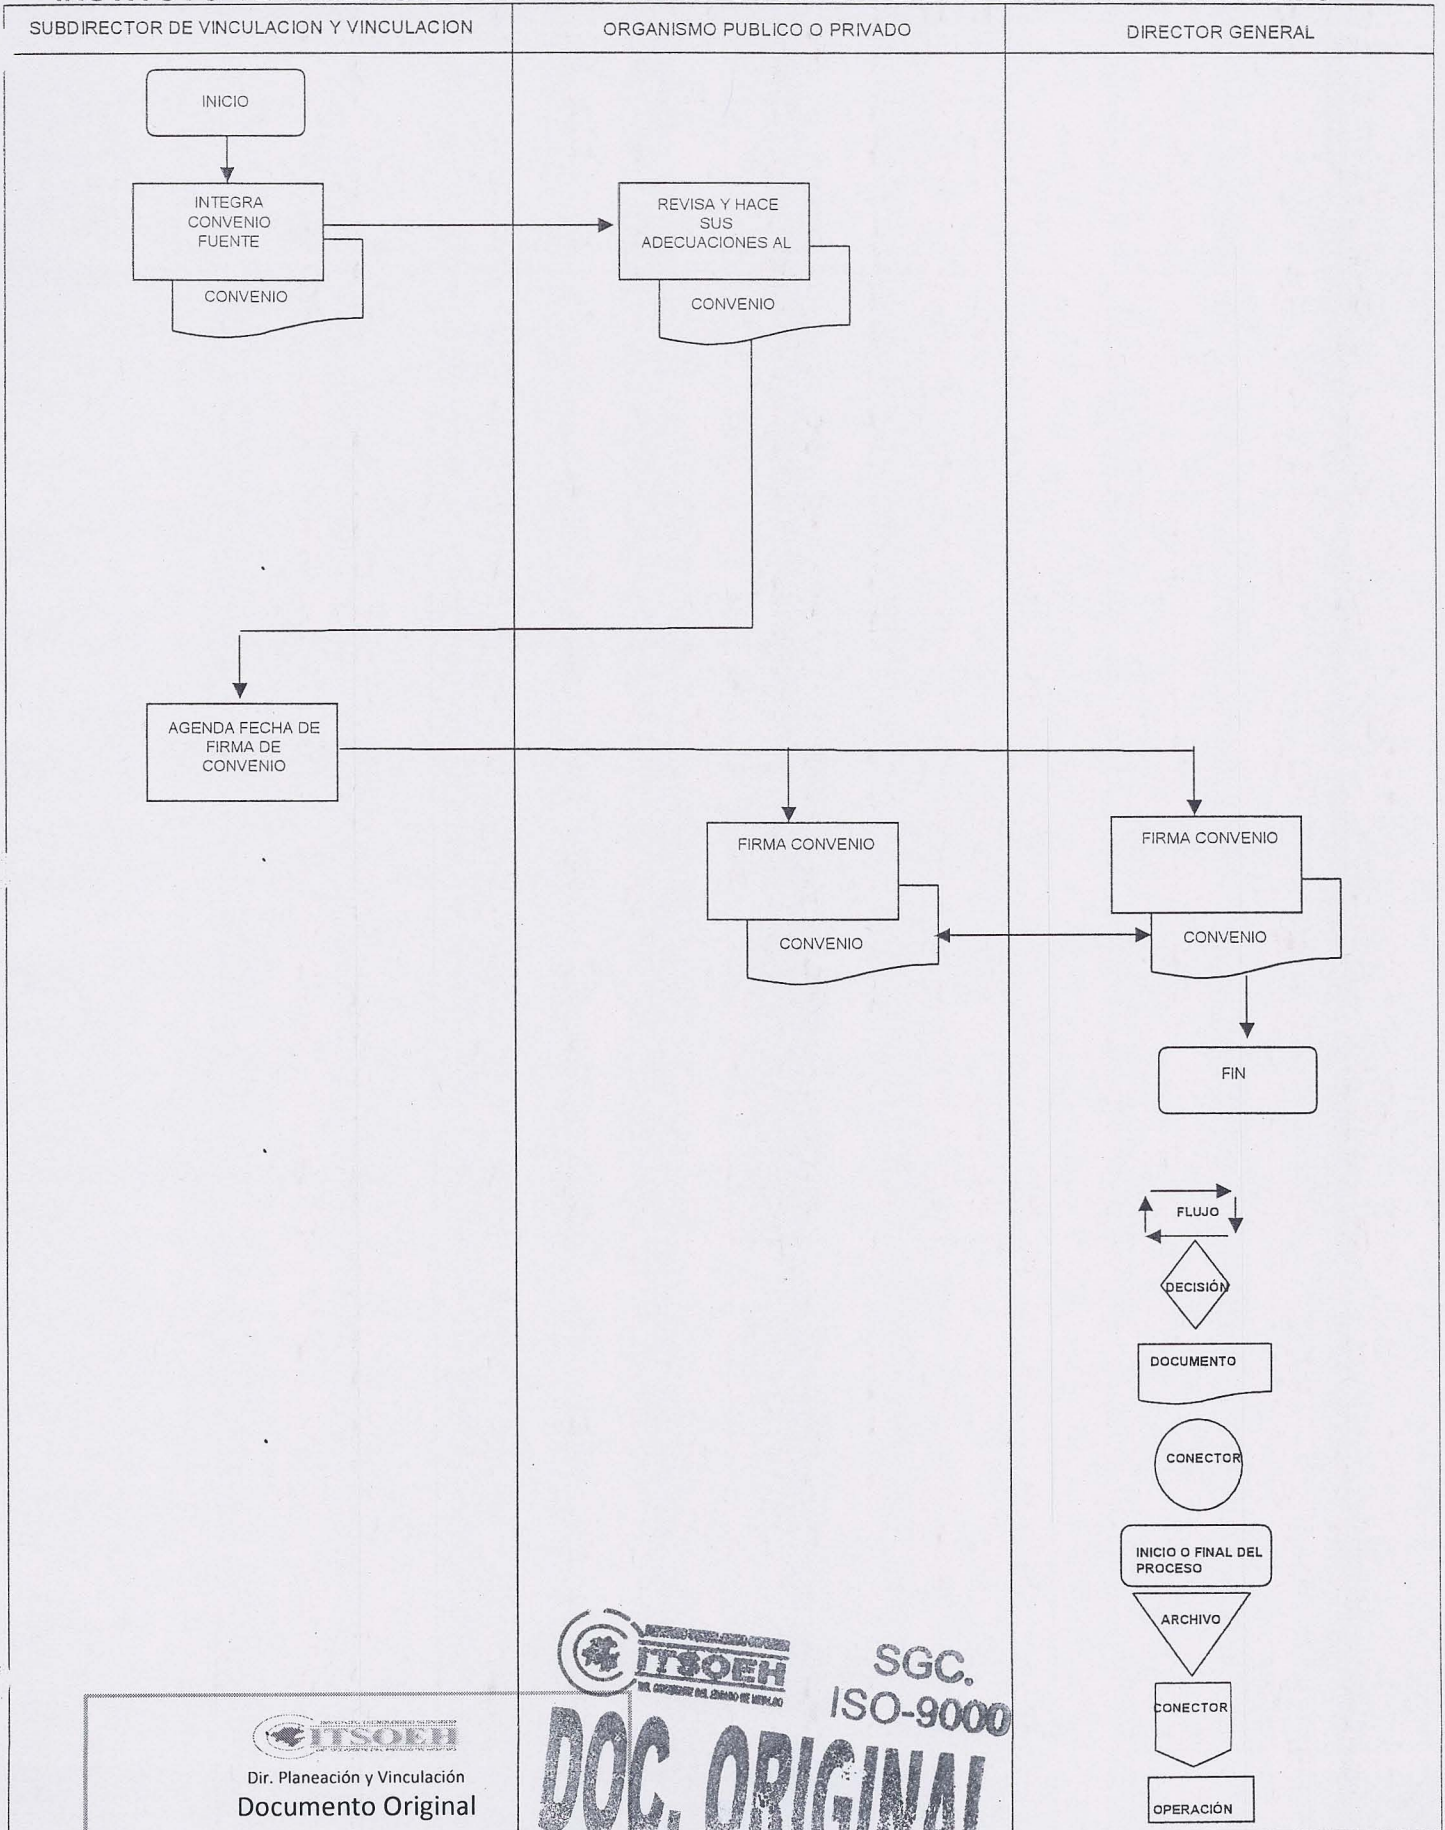 SUBDIRECTOR DE VINCULACION Y VINCULACION
ORGANISMO PUBLICO O PRIVADO
DIRECTOR GENERAL
INICIO
INTEGRA
CONVENIO
FUENTE
CONVENIO
REVISA Y HACE
SUS
ADECUACIONES AL
CONVENIO
AGENDA FECHA DE
FIRMA DE
CONVENIO
FIRMA CONVENIO
CONVENIO
FIRMA CONVENIO
CONVENIO
FIN
FLUJO
DECISIÓN
DOCUMENTO
CONECTOR
INICIO O FINAL DEL
PROCESO
ARCHIVO
CONECTOR
OPERACIÓN
ITSOEH
SGC.
ISO-9000
DOC. ORIGINAL
ITSOEH
Dir. Planeación y Vinculación
Documento Original